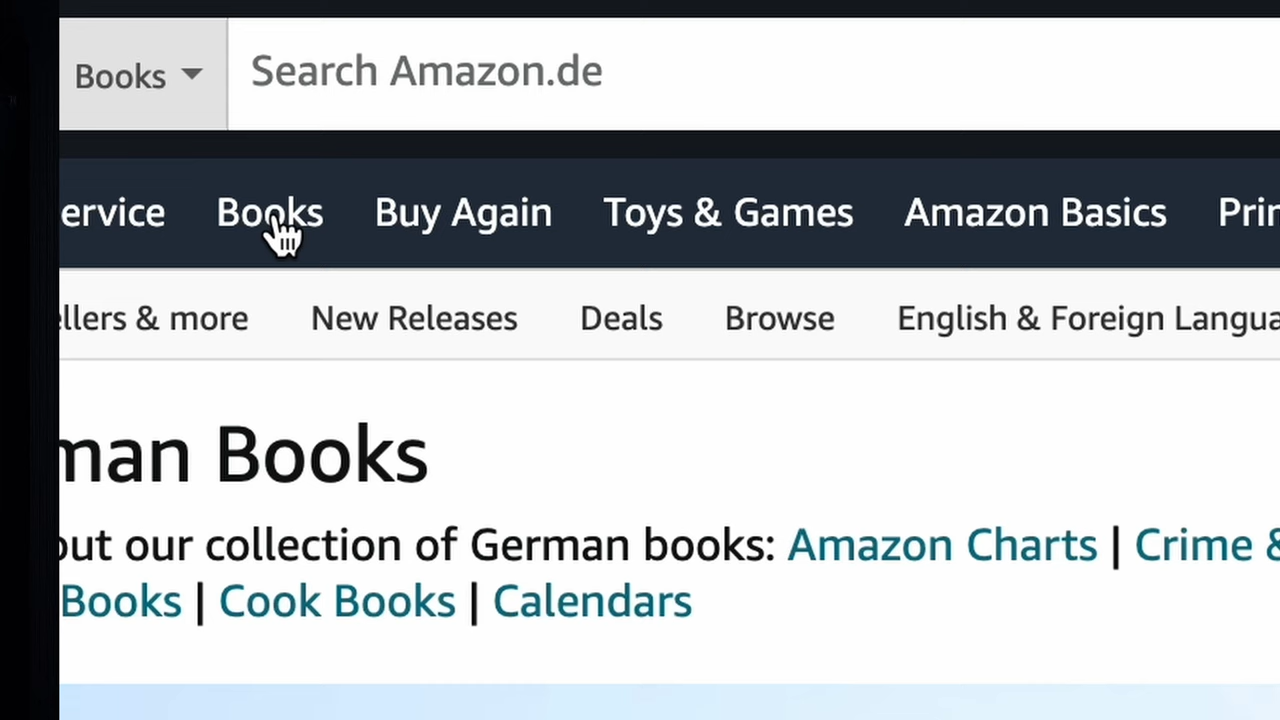 Books Search Amazon.de
ervice Books Buy Again Toys & Games Amazon Basics Prin
ellers & more New Releases Deals Browse English & Foreign Langua
man Books
out our collection of German books: Amazon Charts | Crime &
Books | Cook Books | Calendars